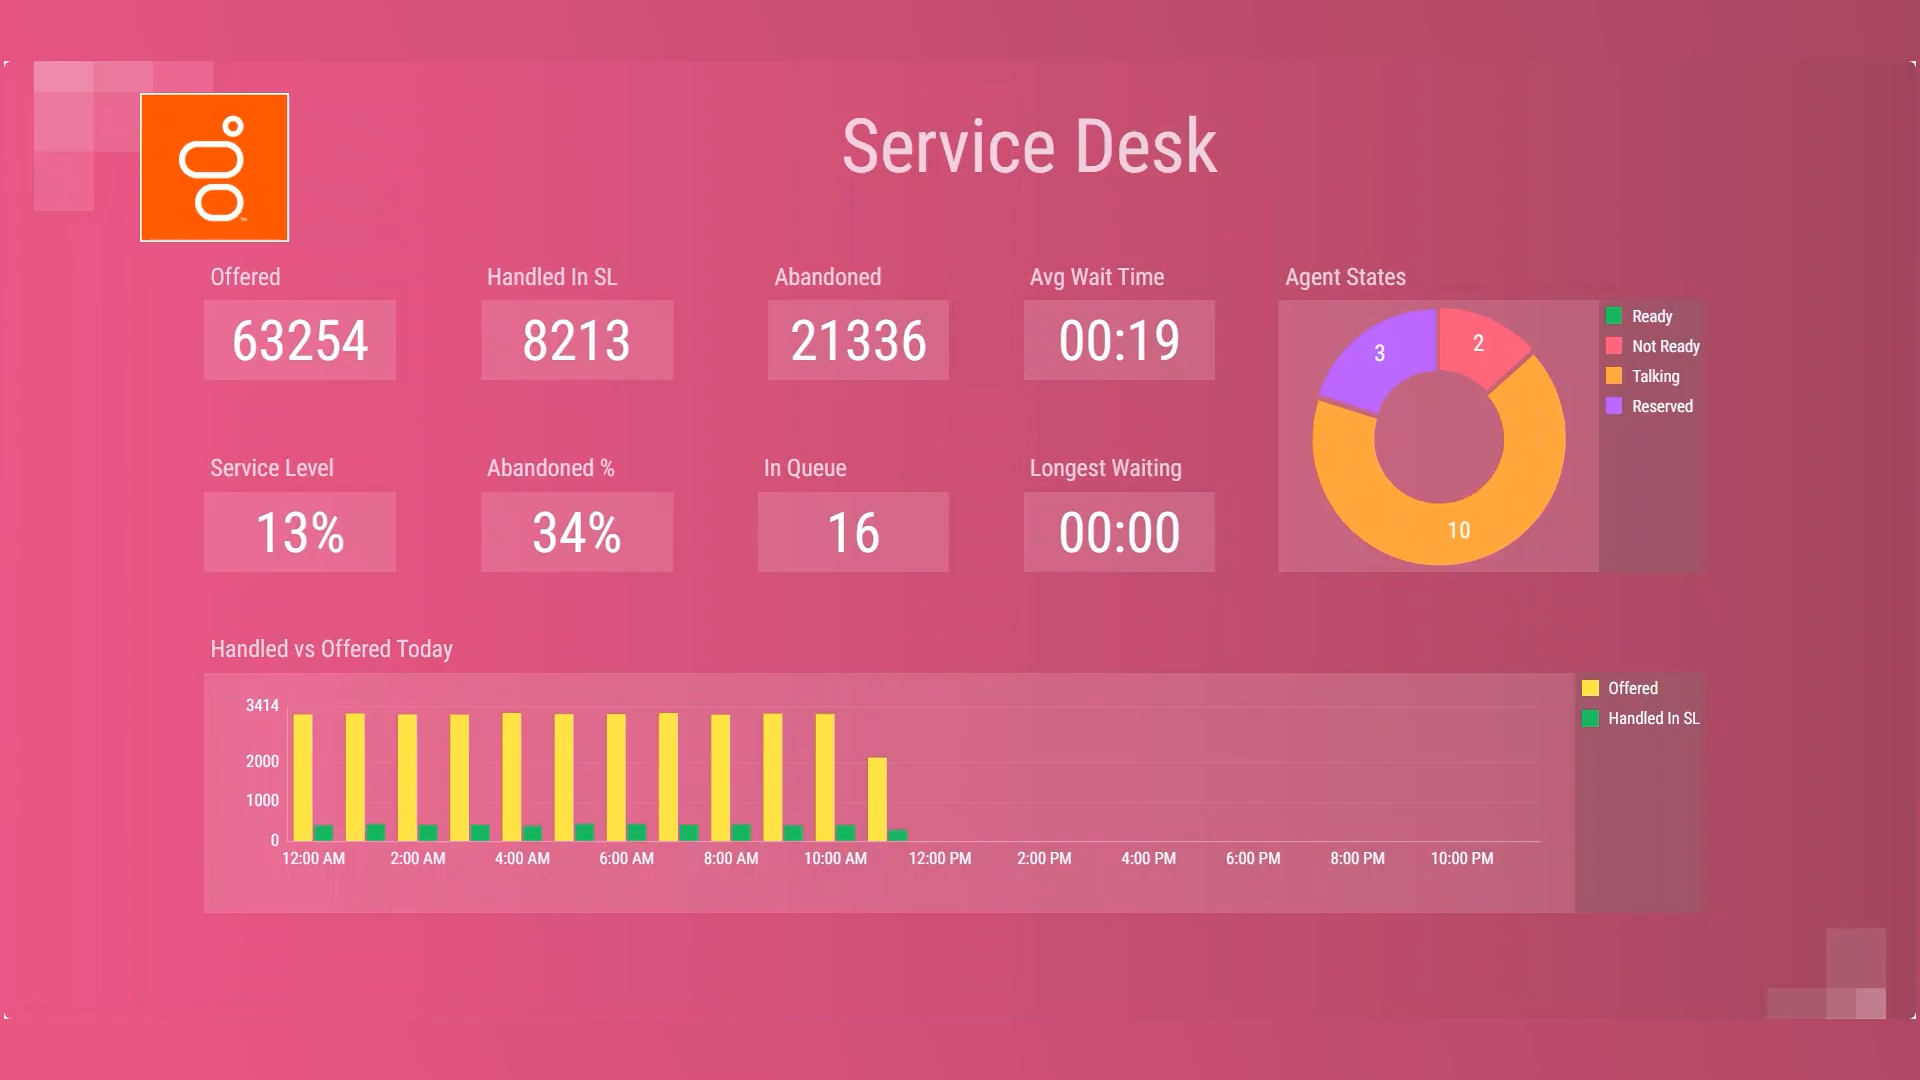 Service Desk
Offered
Handled In SL
Abandoned
Avg Wait Time
Agent States
63254
8213
21336
00:19
Ready
Not Ready
Talking
Reserved
3
2
10
Service Level
Abandoned %
In Queue
Longest Waiting
13%
34%
16
00:00
Handled vs Offered Today
Offered
Handled In SL
3414
2000
1000
0
12:00 AM
2:00 AM
4:00 AM
6:00 AM
8:00 AM
10:00 AM
12:00 PM
2:00 PM
4:00 PM
6:00 PM
8:00 PM
10:00 PM